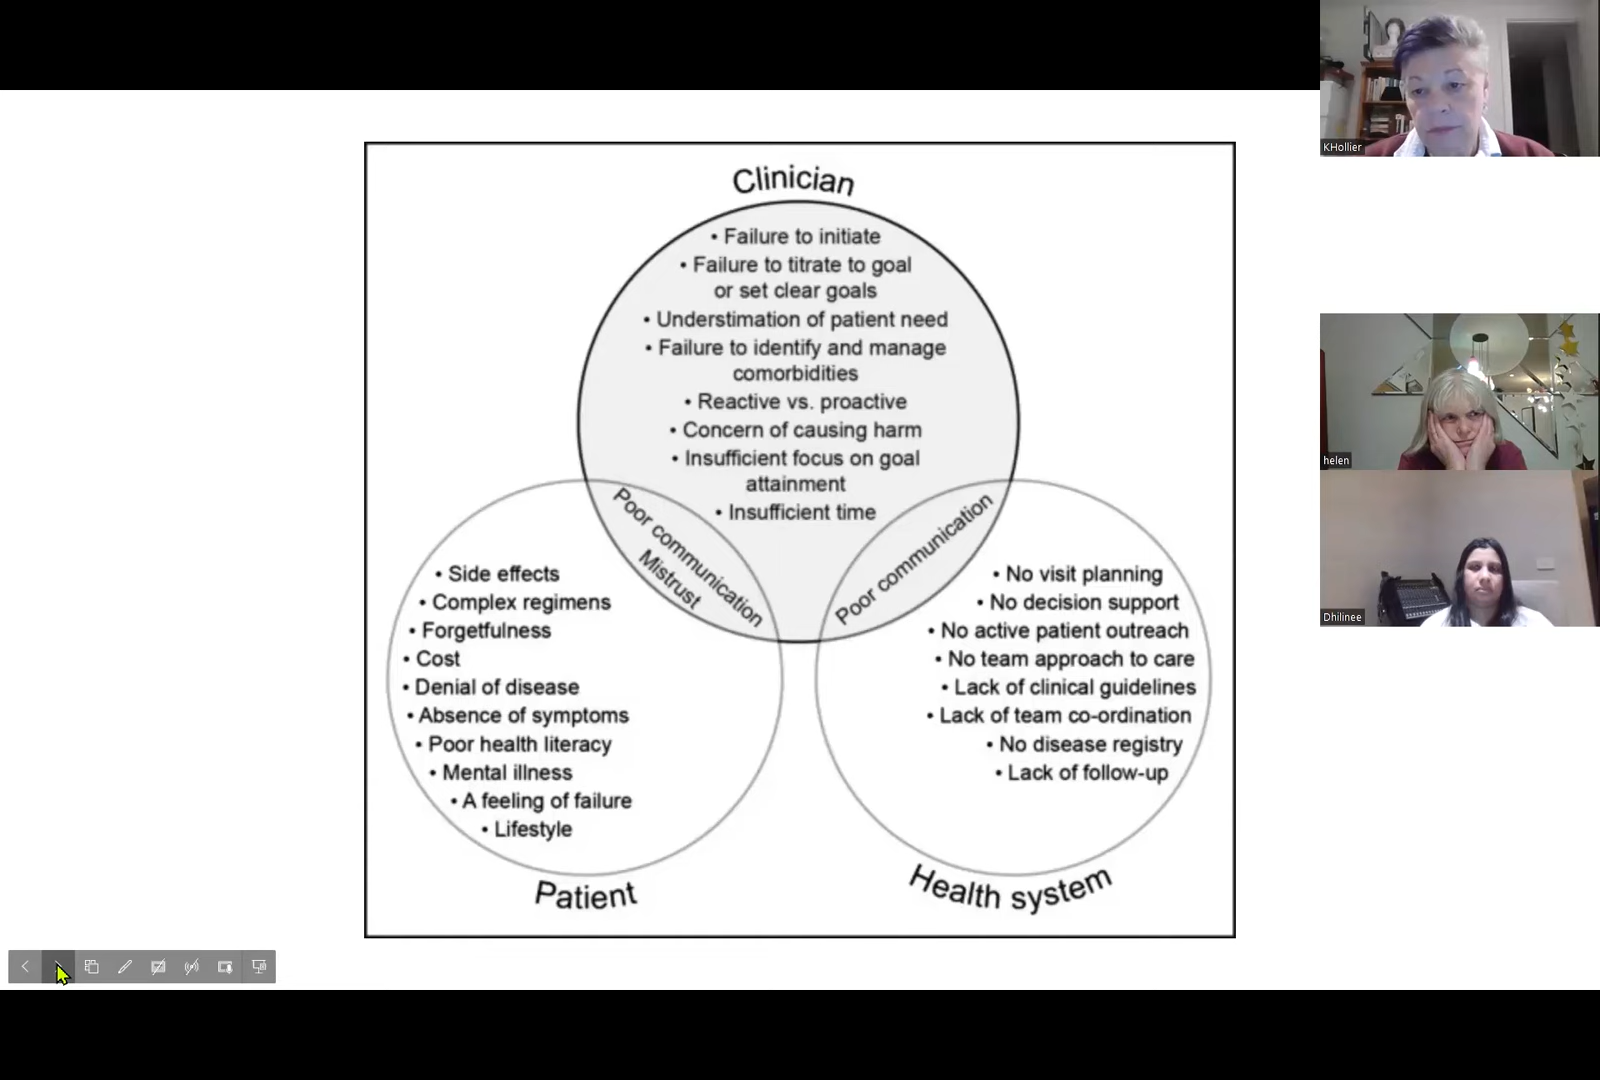 Clinician
• Failure to initiate
• Failure to titrate to goal
or set clear goals
• Understimation of patient need
• Failure to identify and manage
comorbidities
• Reactive vs. proactive
• Concern of causing harm
• Insufficient focus on goal
attainment
• Insufficient time
Poor communication
Mistrust
Poor communication
• Side effects
• Complex regimens
• Forgetfulness
• Cost
• Denial of disease
• Absence of symptoms
• Poor health literacy
• Mental illness
• A feeling of failure
• Lifestyle
Patient
• No visit planning
• No decision support
• No active patient outreach
• No team approach to care
• Lack of clinical guidelines
• Lack of team co-ordination
• No disease registry
• Lack of follow-up
Health system
KHollier
helen
Dhilinee